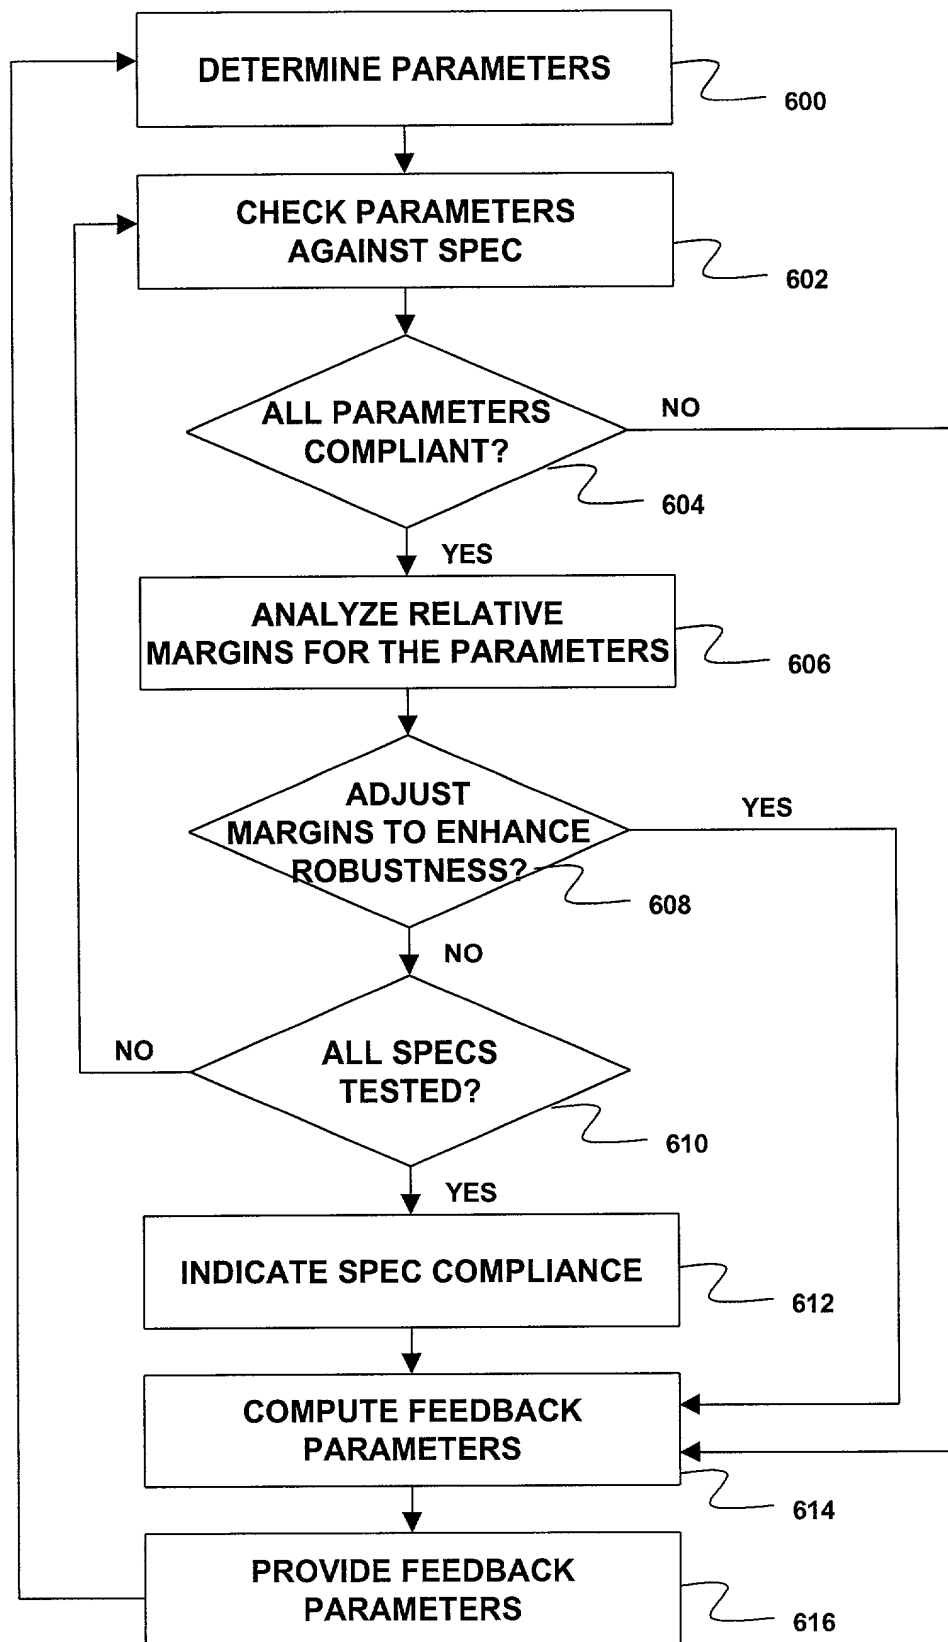 DETERMINE PARAMETERS
600
CHECK PARAMETERS
AGAINST SPEC
602
ALL PARAMETERS
COMPLIANT?
NO
604
YES
ANALYZE RELATIVE
MARGINS FOR THE PARAMETERS
606
ADJUST
MARGINS TO ENHANCE
ROBUSTNESS?
YES
608
NO
ALL SPECS
TESTED?
NO
610
YES
INDICATE SPEC COMPLIANCE
612
COMPUTE FEEDBACK
PARAMETERS
614
PROVIDE FEEDBACK
PARAMETERS
616